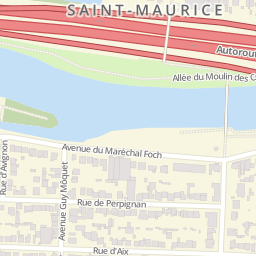 SAINT-MAURICE
Autorou
Allée du Moulin des C
Avenue du Maréchal Foch
Rue d'Avignon
Avenue Guy Môquet
Rue de Perpignan
Rue d'Aix